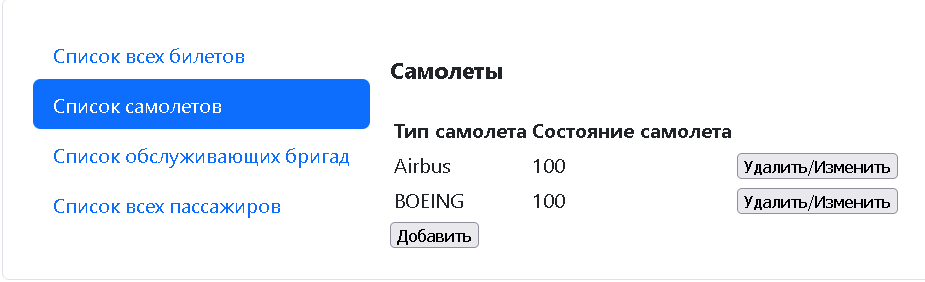 Список всех билетов
Список самолетов
Список обслуживающих бригад
Список всех пассажиров
Самолеты
Тип самолета Состояние самолета
Airbus 100 Удалить/Изменить
BOEING 100 Удалить/Изменить
Добавить